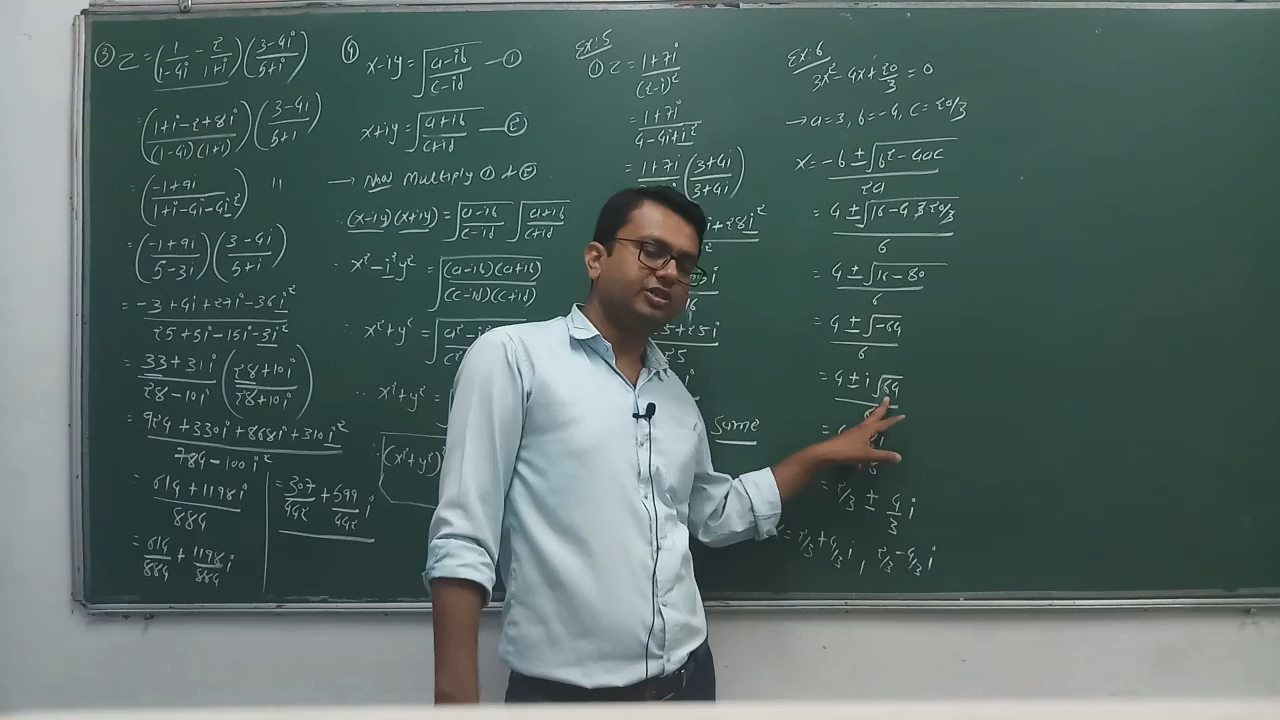 ③ z = (1/(1-4i) - 2/(1+i)) ((3-4i)/(5+i))
= ((1+i-2+8i)/((1-4i)(1+i))) ((3-4i)/(5+i))
= ((-1+9i)/(1+i-4i-4i²)) "
= ((-1+9i)/(5-3i)) ((3-4i)/(5+i))
= (-3+4i+27i-36i²)/(25+5i-15i-3i²)
= (33+31i)/(28-10i) ((28+10i)/(28+10i))
= (924+330i+868i+310i²)/(784-100i²)
= (614+1198i)/884
= 614/884 + 1198/884 i
= 307/442 + 599/442 i
④ x-iy = √((a-ib)/(c-id)) — ①
x+iy = √((a+ib)/(c+id)) — ②
→ Now Multiply ① & ②
∴ (x-iy)(x+iy) = √((a-ib)/(c-id)) √((a+ib)/(c+id))
∴ x²-i²y² = √((a-ib)(a+ib)/((c-id)(c+id)))
∴ x²+y² =
∴ x²+y² =
∴ (x²+y²)
Ex:5
① z = (1+7i)/(2-i)²
= (1+7i)/(4-4i+i²)
= (1+7i) ((3+4i)/(3+4i))
+28i²
+25i
25
i
Same
Ex:6
3x²-4x+20/3 = 0
→ a=3, b=-4, c=20/3
x = (-b ± √(b²-4ac))/2a
= (4 ± √(16-4 3 20/3))/6
= (4 ± √(16-80))/6
= (4 ± √(-64))/6
= 4 ± i√64
= 2/3 ± 4/3 i
= 2/3 + 4/3 i, 2/3 - 4/3 i